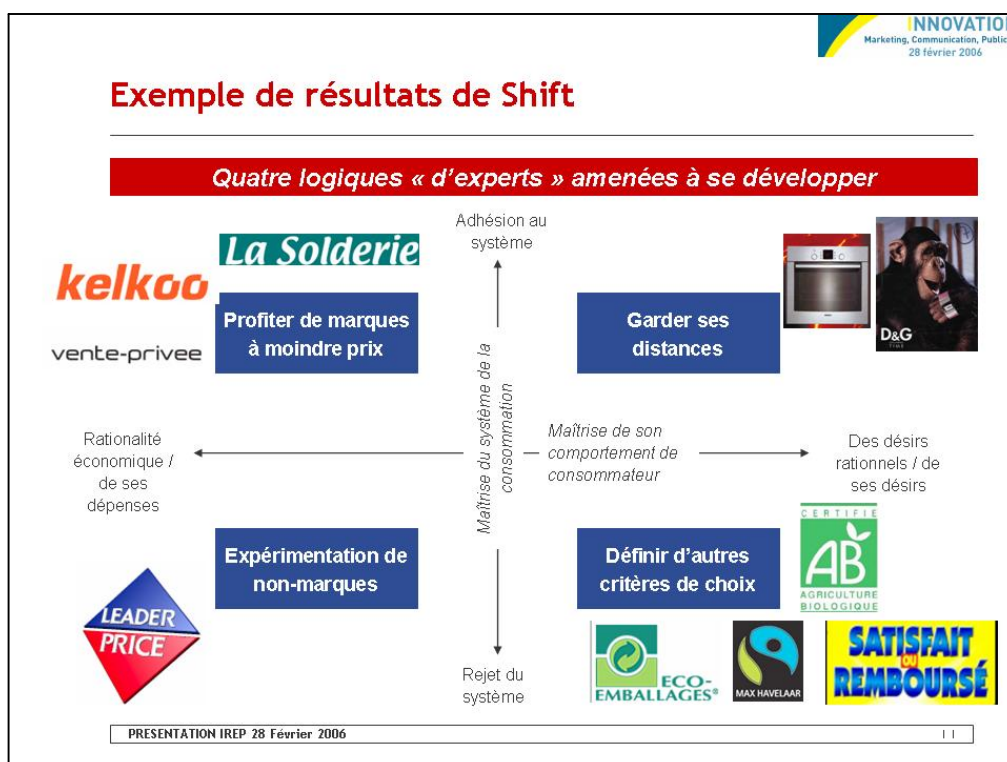 INNOVATION
Marketing, Communication, Public
28 février 2006
Exemple de résultats de Shift
Quatre logiques « d'experts » amenées à se développer
Adhésion au
système
La Solderie
kelkoo
vente-privee
Profiter de marques
à moindre prix
Garder ses
distances
D&G
TIME
Maîtrise du système de la
consommation
Rationalité
économique /
de ses
dépenses
Maîtrise de son
comportement de
consommateur
Des désirs
rationnels / de
ses désirs
Expérimentation de
non-marques
Définir d'autres
critères de choix
CERTIFIÉ
AB
AGRICULTURE
BIOLOGIQUE
LEADER
PRICE
Rejet du
système
ECO-
EMBALLAGES®
MAX HAVELAAR
SATISFAIT
OU
REMBOURSÉ
PRESENTATION IREP 28 Février 2006
11